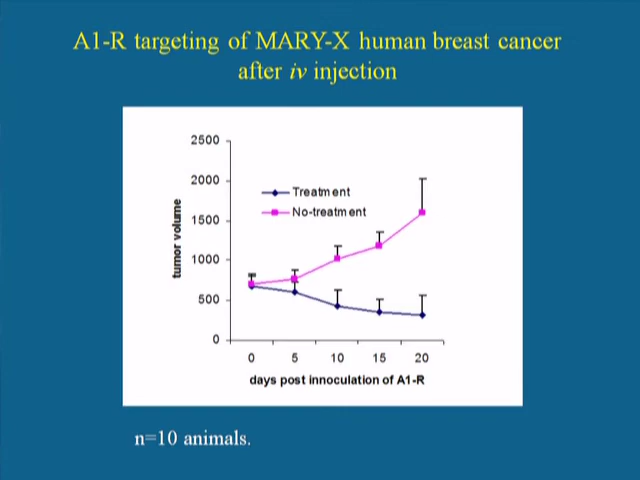 A1-R targeting of MARY-X human breast cancer
after iv injection
2500
2000
1500
1000
500
0
tumor volume
Treatment
No-treatment
0 5 10 15 20
days post innoculation of A1-R
n=10 animals.